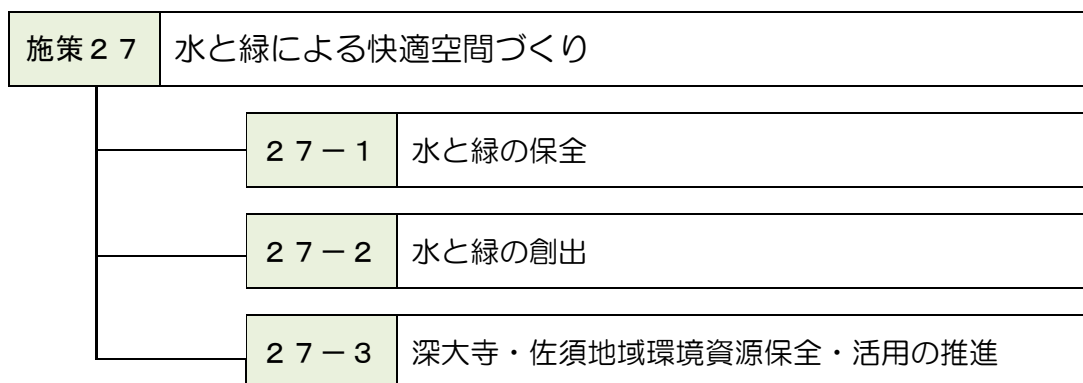 施策２７ 水と緑による快適空間づくり
２７－１ 水と緑の保全
２７－２ 水と緑の創出
２７－３ 深大寺・佐須地域環境資源保全・活用の推進